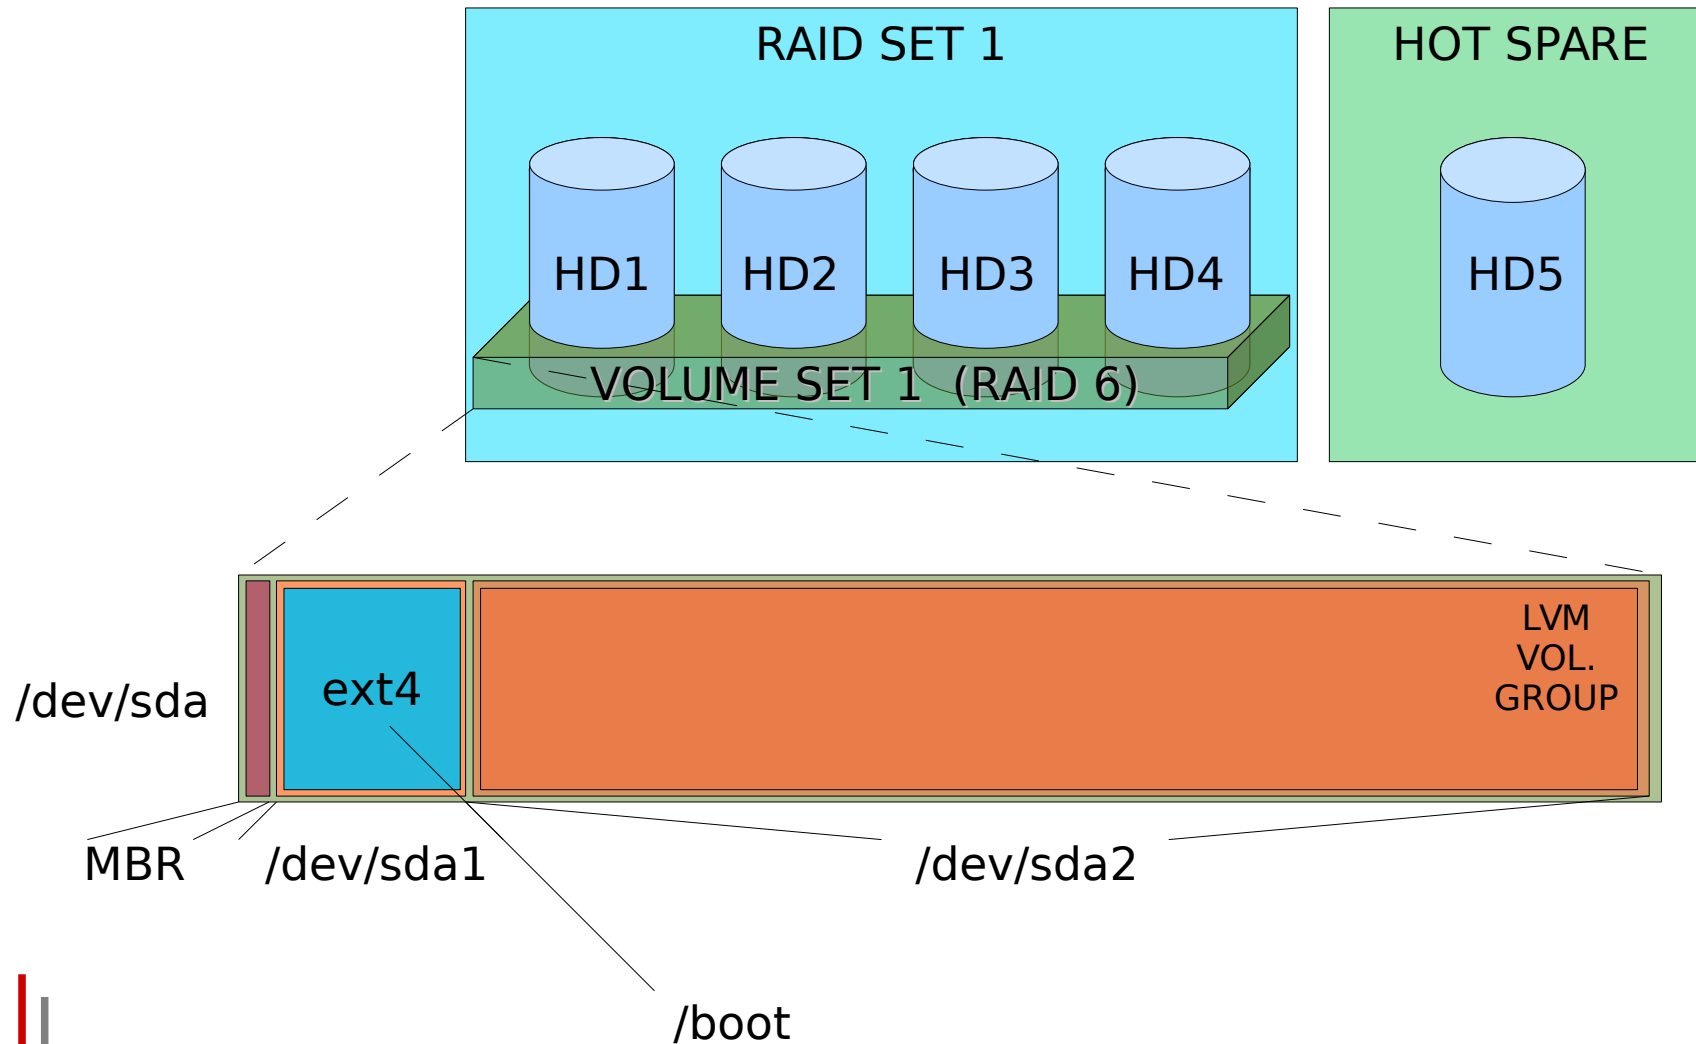 RAID SET 1
HOT SPARE
HD1
HD2
HD3
HD4
HD5
VOLUME SET 1 (RAID 6)
LVM
VOL.
GROUP
/dev/sda
ext4
MBR
/dev/sda1
/dev/sda2
/boot